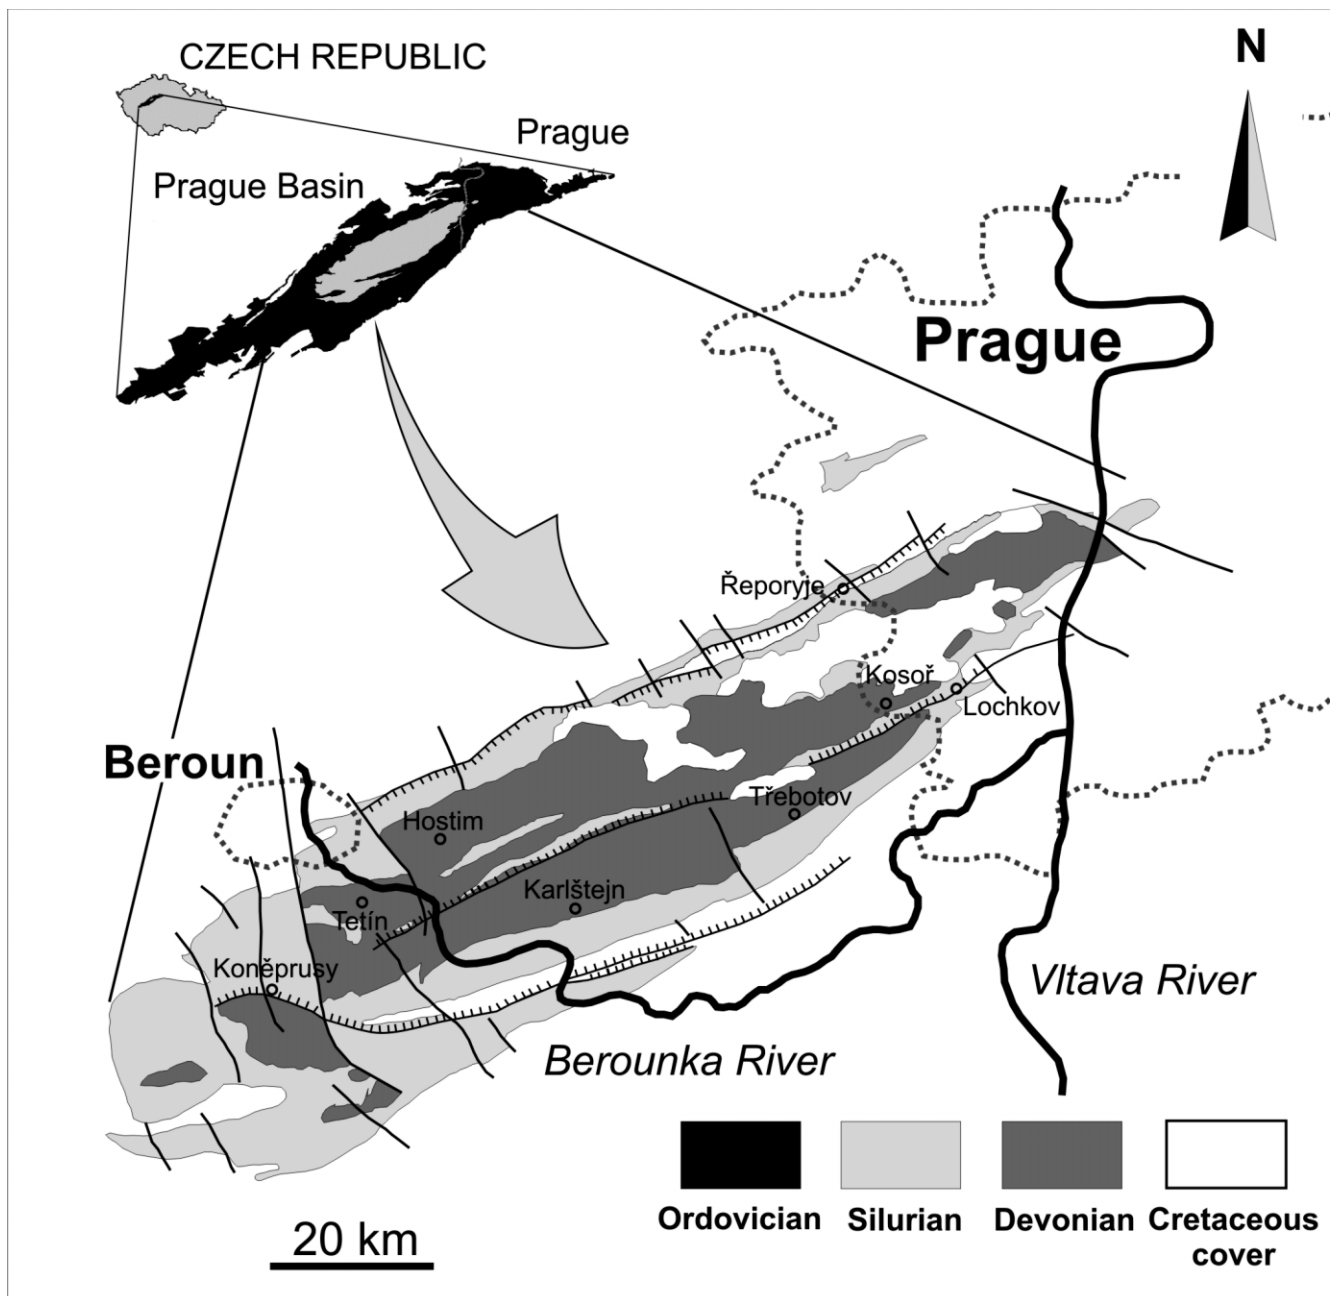 CZECH REPUBLIC
N
Prague
Prague Basin
Prague
Řeporyje
Kosoř
Lochkov
Beroun
Třebotov
Hostim
Karlštejn
Tetín
Koněprusy
Vltava River
Berounka River
Ordovician
Silurian
Devonian
Cretaceous
cover
20 km